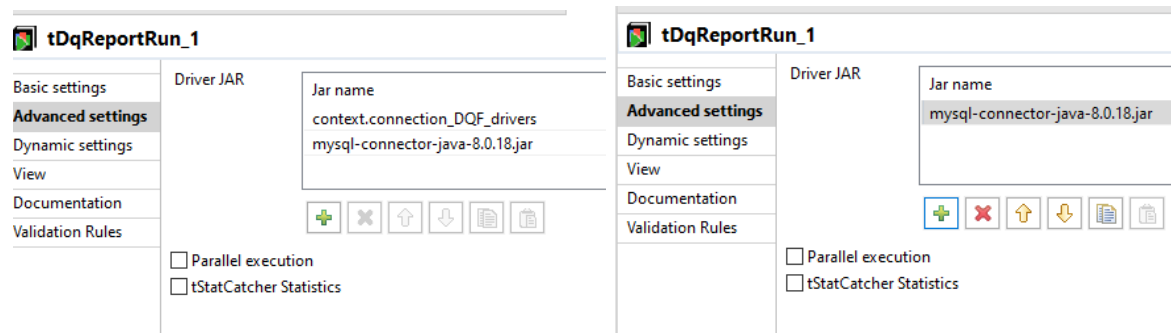 tDqReportRun_1
Basic settings
Advanced settings
Dynamic settings
View
Documentation
Validation Rules
Driver JAR
Jar name
context.connection_DQF_drivers
mysql-connector-java-8.0.18.jar
Parallel execution
tStatCatcher Statistics
tDqReportRun_1
Basic settings
Advanced settings
Dynamic settings
View
Documentation
Validation Rules
Driver JAR
Jar name
mysql-connector-java-8.0.18.jar
Parallel execution
tStatCatcher Statistics